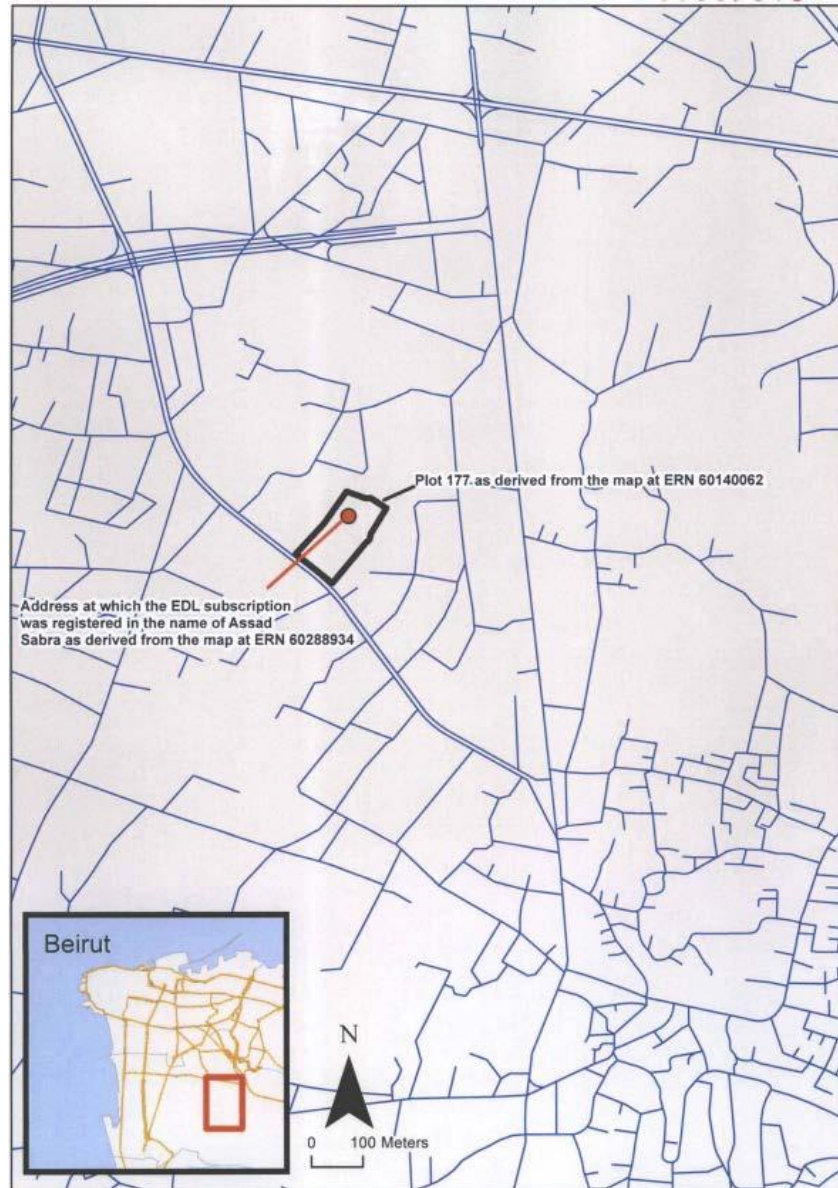 Plot 177 as derived from the map at ERN 60140062
Address at which the EDL subscription
was registered in the name of Assad
Sabra as derived from the map at ERN 60288934
Beirut
N
0 100 Meters